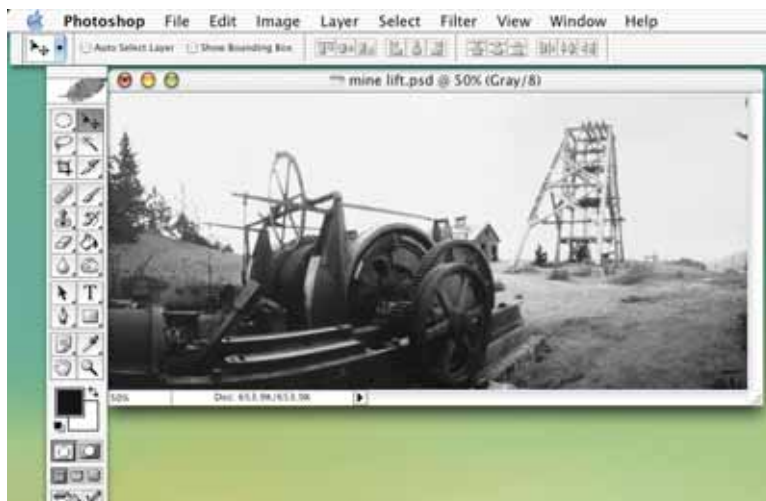 Photoshop File Edit Image Layer Select Filter View Window Help
Auto Select Layer Show Bounding Box
mine lift.psd @ 50% (Gray/8)
T
50% Doc: 653.9K/653.9K